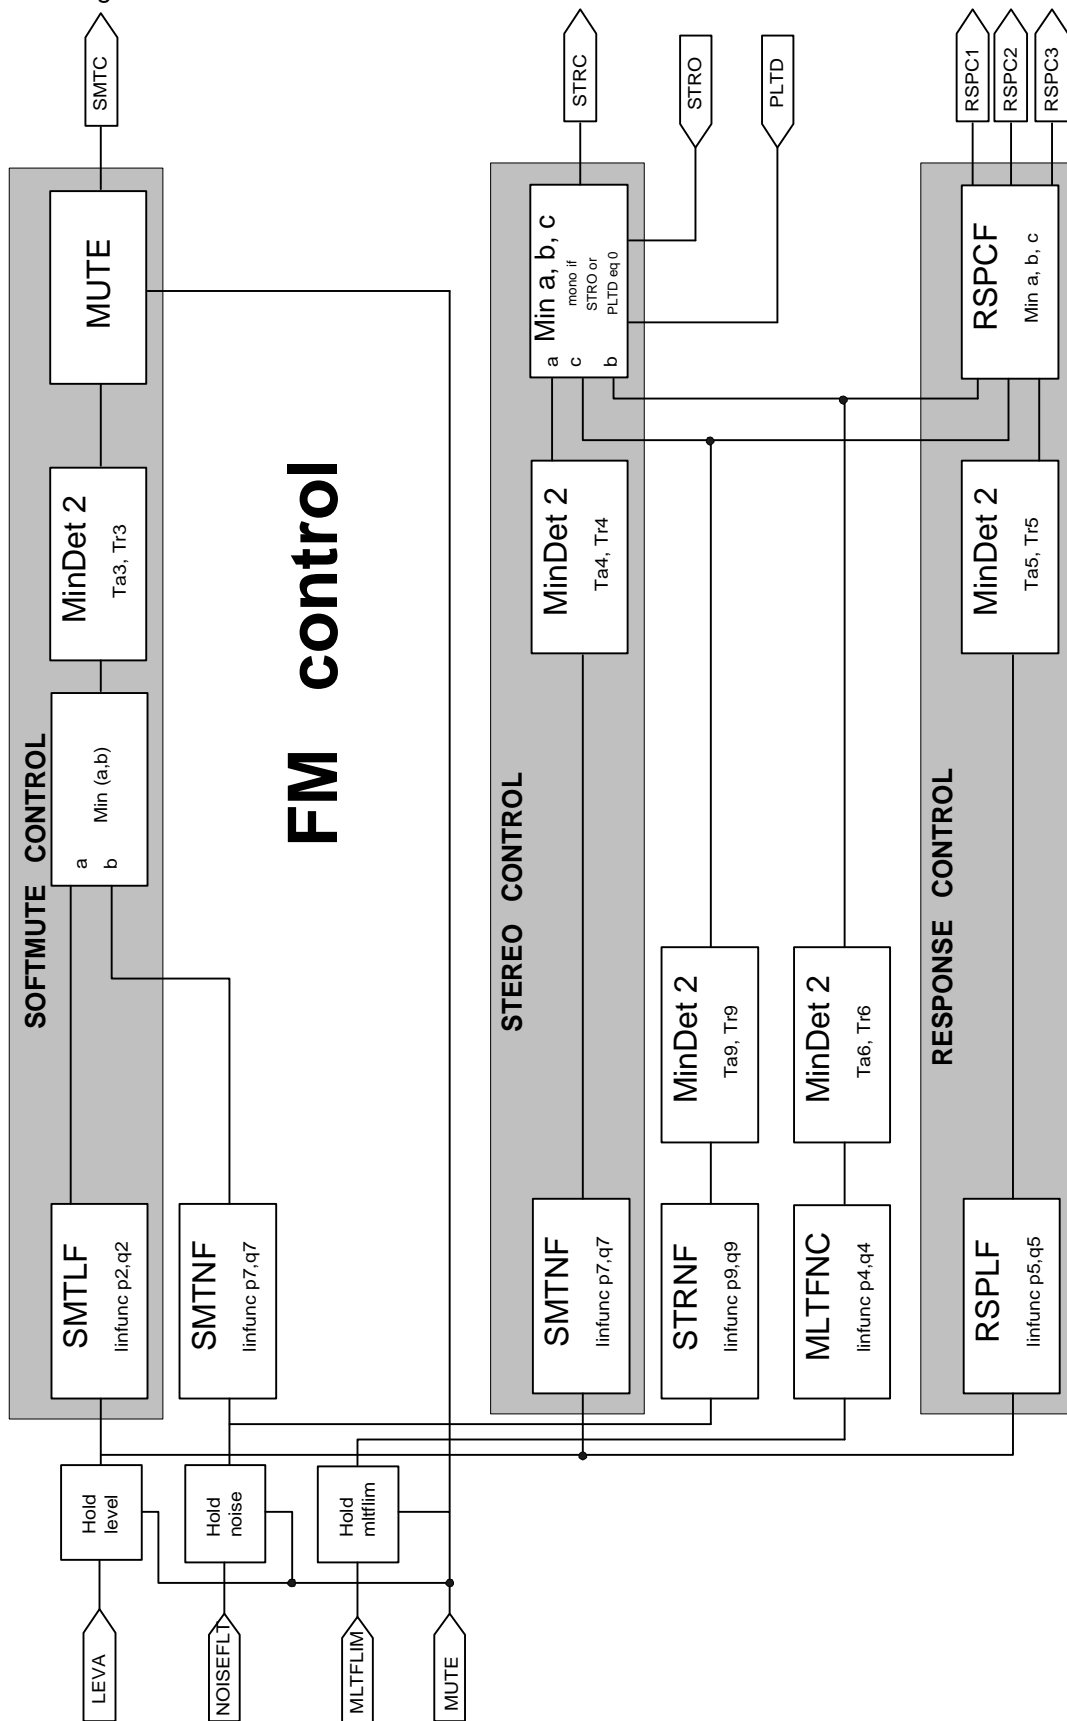 SOFTMUTE CONTROL
LEVA
Hold
level
SMTLF
linfunc p2,q2
a
b
Min (a,b)
MinDet 2
Ta3, Tr3
MUTE
SMTC
NOISEFLT
Hold
noise
SMTNF
linfunc p7,q7
FM control
MLTFLIM
Hold
mltflim
MUTE
STEREO CONTROL
SMTNF
linfunc p7,q7
MinDet 2
Ta4, Tr4
a
c
b
Min a, b, c
mono if
STRO or
PLTD eq 0
STRC
STRNF
linfunc p9,q9
MinDet 2
Ta9, Tr9
STRO
MLTFNC
linfunc p4,q4
MinDet 2
Ta6, Tr6
PLTD
RESPONSE CONTROL
RSPLF
linfunc p5,q5
MinDet 2
Ta5, Tr5
RSPCF
Min a, b, c
RSPC1
RSPC2
RSPC3